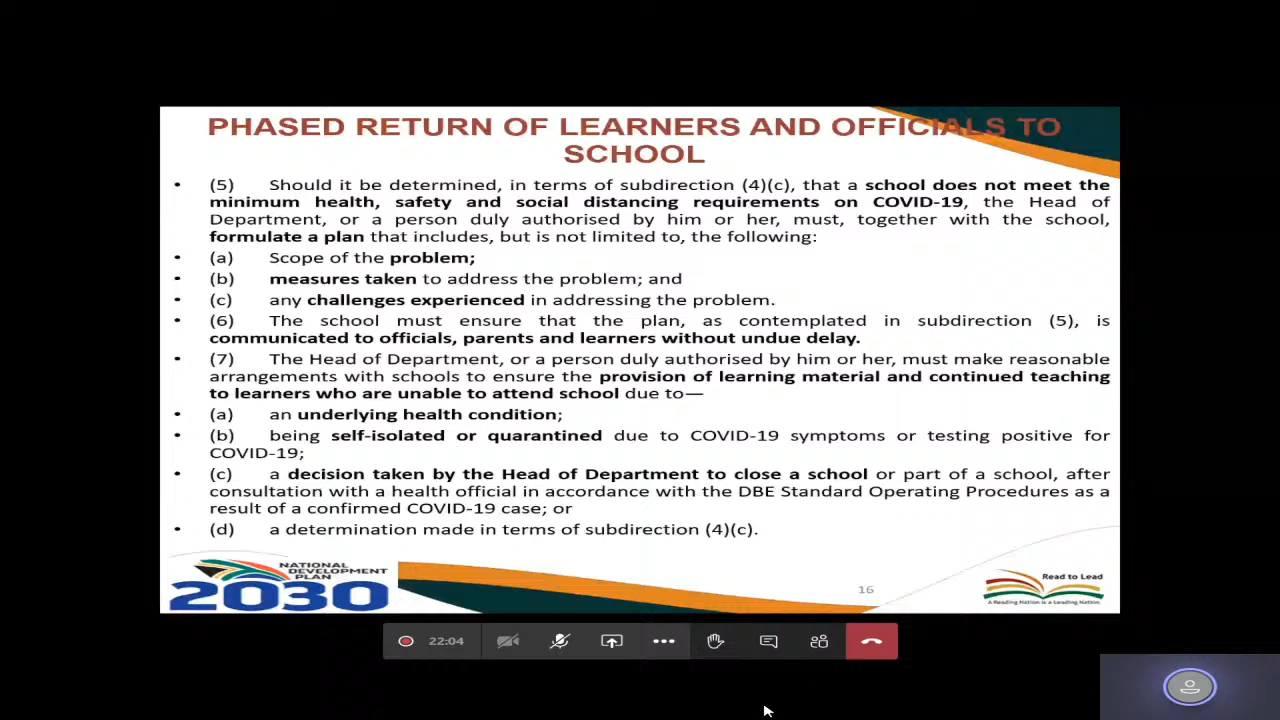 PHASED RETURN OF LEARNERS AND OFFICIALS TO
SCHOOL
• (5) Should it be determined, in terms of subdirection (4)(c), that a school does not meet the
minimum health, safety and social distancing requirements on COVID-19, the Head of
Department, or a person duly authorised by him or her, must, together with the school,
formulate a plan that includes, but is not limited to, the following:
• (a) Scope of the problem;
• (b) measures taken to address the problem; and
• (c) any challenges experienced in addressing the problem.
• (6) The school must ensure that the plan, as contemplated in subdirection (5), is
communicated to officials, parents and learners without undue delay.
• (7) The Head of Department, or a person duly authorised by him or her, must make reasonable
arrangements with schools to ensure the provision of learning material and continued teaching
to learners who are unable to attend school due to—
• (a) an underlying health condition;
• (b) being self-isolated or quarantined due to COVID-19 symptoms or testing positive for
COVID-19;
• (c) a decision taken by the Head of Department to close a school or part of a school, after
consultation with a health official in accordance with the DBE Standard Operating Procedures as a
result of a confirmed COVID-19 case; or
• (d) a determination made in terms of subdirection (4)(c).
NATIONAL
DEVELOPMENT
PLAN
2030
16
Read to Lead
A Reading Nation is a Leading Nation
22:04